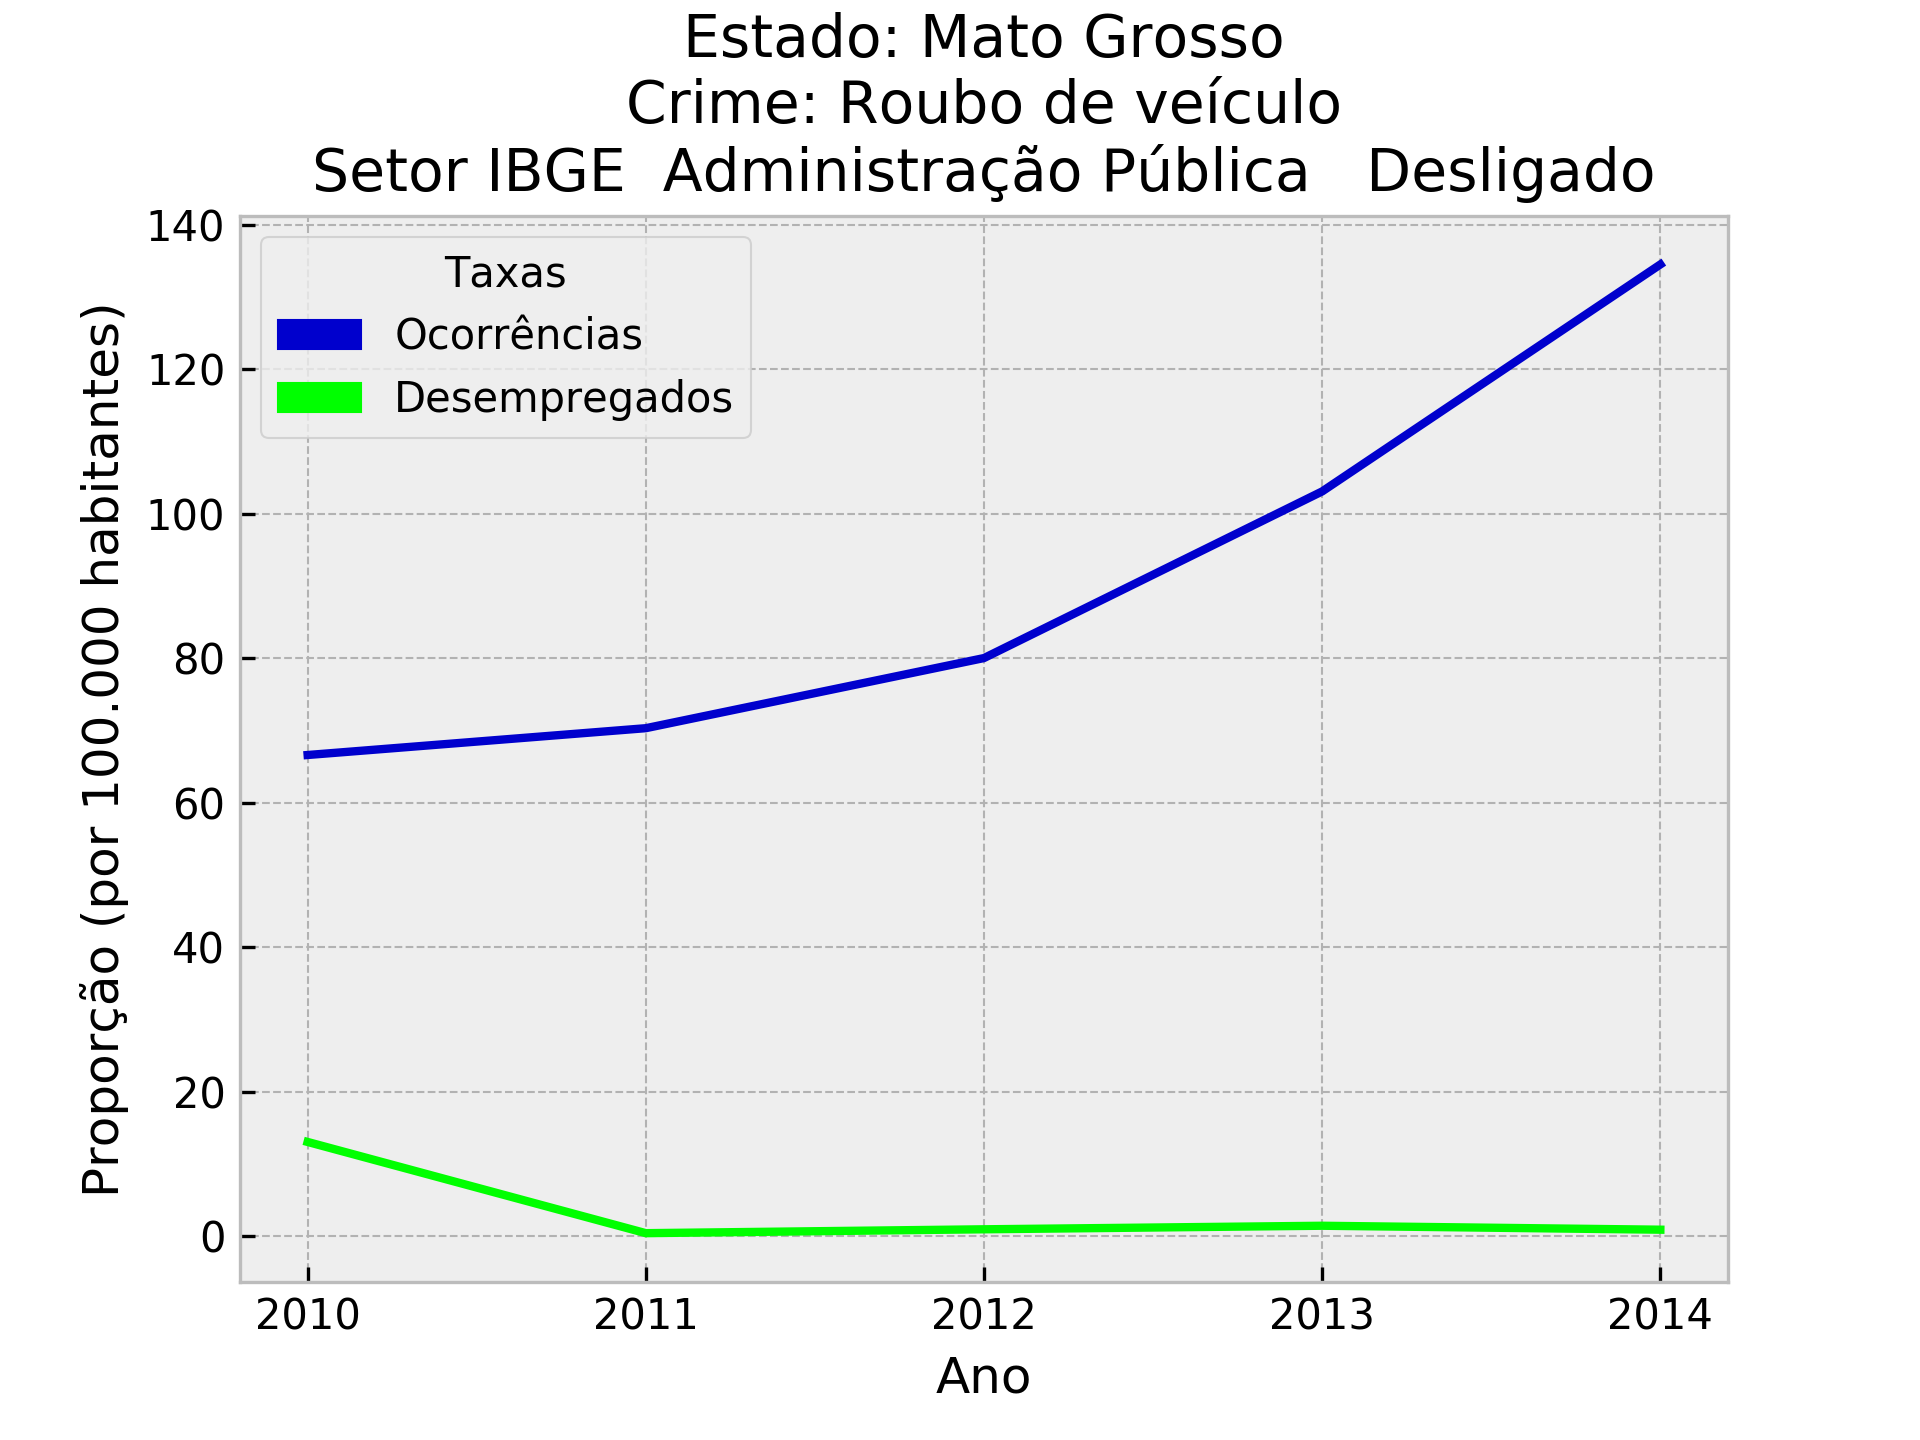 Estado: Mato Grosso
Crime: Roubo de veículo
Setor IBGE  Administração Pública   Desligado
Proporção (por 100.000 habitantes)
140
120
100
80
60
40
20
0
Taxas
Ocorrências
Desempregados
2010 2011 2012 2013 2014
Ano